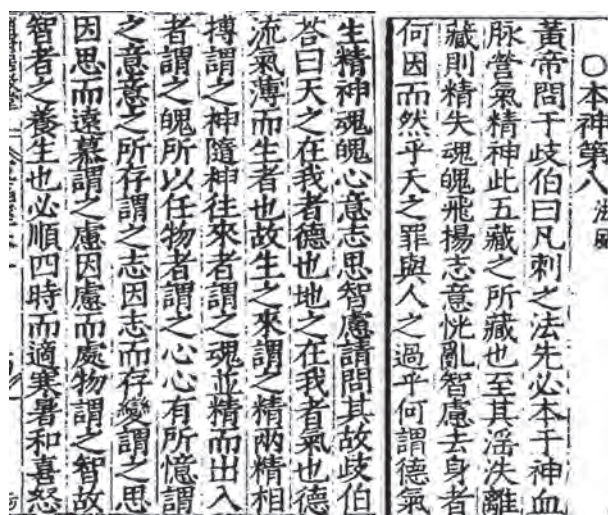 ○本神第八 法風
黃帝問于歧伯曰凡刺之法先必本于神血
脉營氣精神此五藏之所藏也至其淫泆離
藏則精失魂魄飛揚志意恍亂智慮去身者
何因而然乎天之罪與人之過乎何謂德氣
生精神魂魄心意志思智慮請問其故歧伯
荅曰天之在我者德也地之在我者氣也德
流氣薄而生者也故生之來謂之精兩精相
搏謂之神隨神往來者謂之魂並精而出入
者謂之魄所以任物者謂之心心有所憶謂
之意意之所存謂之志因志而存變謂之思
因思而遠慕謂之慮因慮而處物謂之智故
智者之養生也必順四時而適寒暑和喜怒